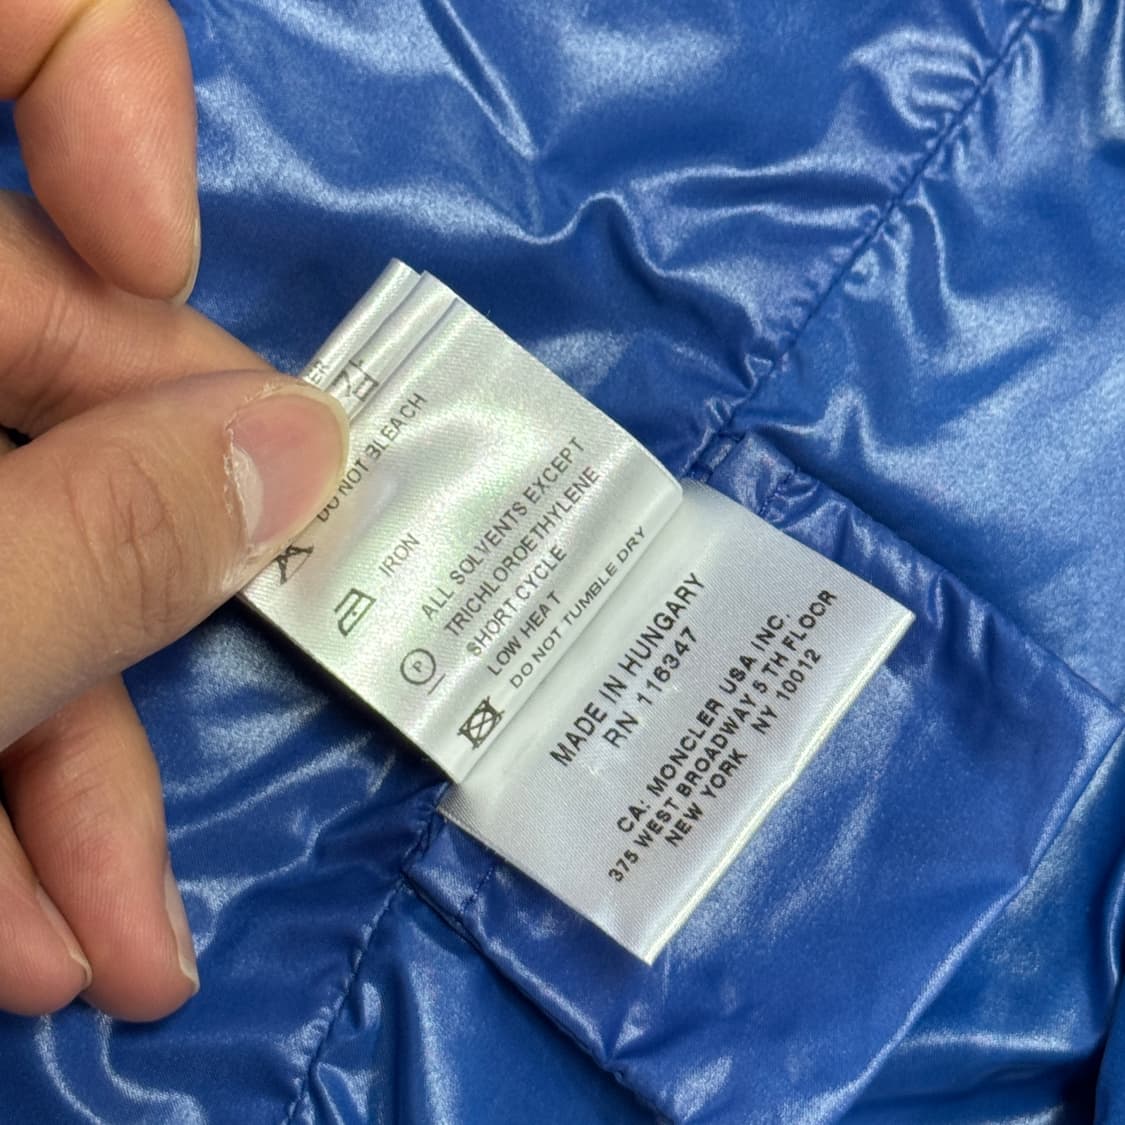 DO NOT BLEACH
IRON
P
ALL SOLVENTS EXCEPT
TRICHLOROETHYLENE
SHORT CYCLE
LOW HEAT
DO NOT TUMBLE DRY
MADE IN HUNGARY
RN 116347
CA: MONCLER USA INC.
375 WEST BROADWAY 5 TH FLOOR
NEW YORK NY 10012